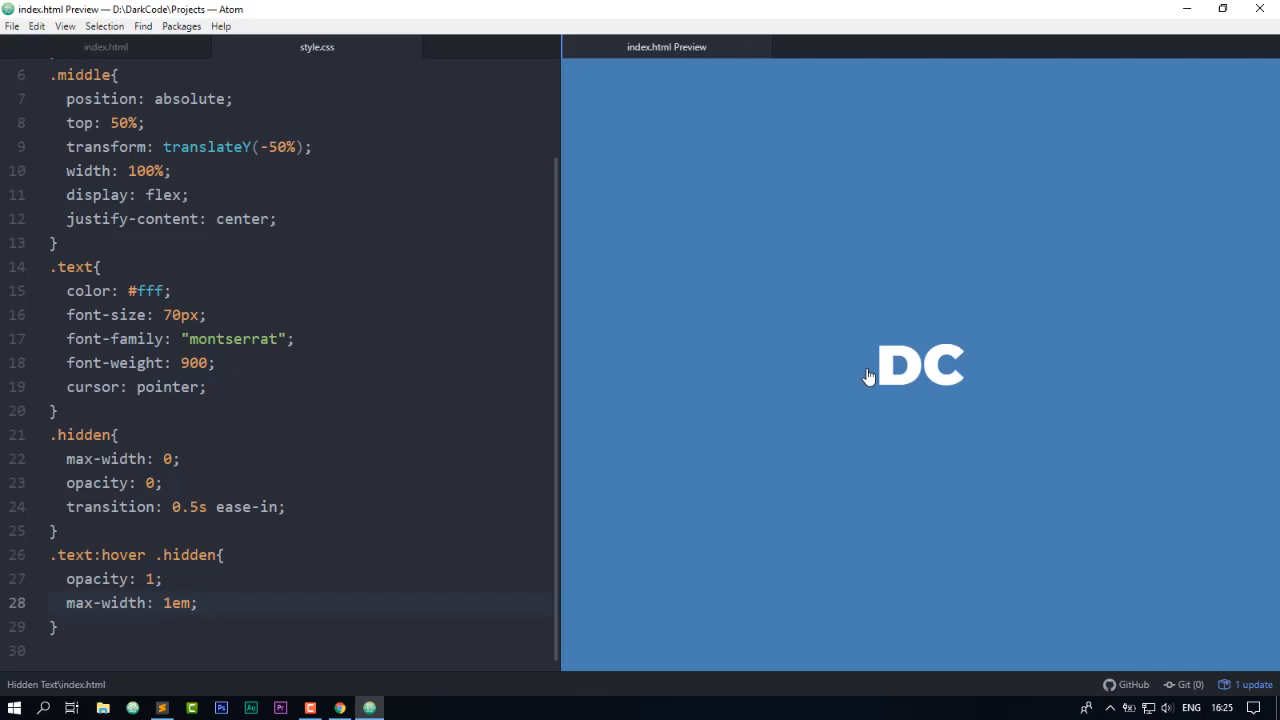 index.html Preview — D:\DarkCode\Projects — Atom
File Edit View Selection Find Packages Help
index.html style.css index.html Preview
6 .middle{
7 position: absolute;
8 top: 50%;
9 transform: translateY(-50%);
10 width: 100%;
11 display: flex;
12 justify-content: center;
13 }
14 .text{
15 color: #fff;
16 font-size: 70px;
17 font-family: "montserrat";
18 font-weight: 900;
19 cursor: pointer;
20 }
21 .hidden{
22 max-width: 0;
23 opacity: 0;
24 transition: 0.5s ease-in;
25 }
26 .text:hover .hidden{
27 opacity: 1;
28 max-width: 1em;
29 }
30
DC
Hidden Text\index.html GitHub Git (0) 1 update
Ps Au Pr ENG 16:25